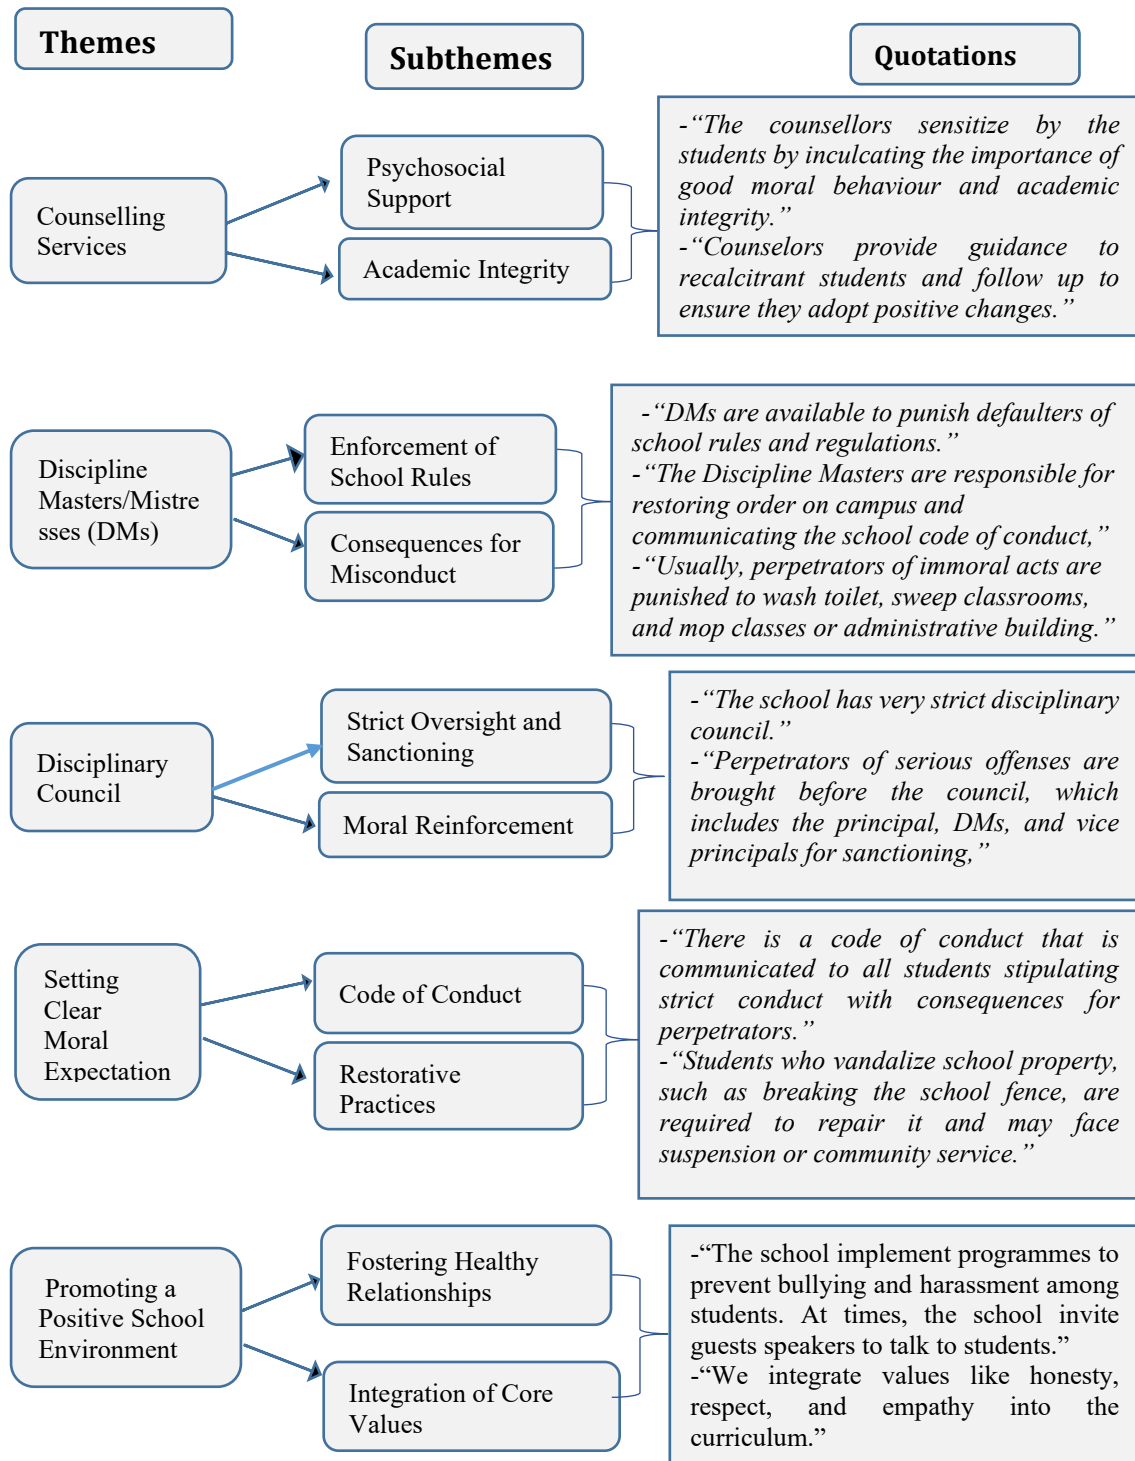 Themes
Subthemes
Quotations
Counselling
Services
Psychosocial
Support
Academic Integrity
-“The counsellors sensitize by the
students by inculcating the importance of
good moral behaviour and academic
integrity.”
-“Counselors provide guidance to
recalcitrant students and follow up to
ensure they adopt positive changes.”
Discipline
Masters/Mistre
sses (DMs)
Enforcement of
School Rules
Consequences for
Misconduct
-“DMs are available to punish defaulters of
school rules and regulations.”
-“The Discipline Masters are responsible for
restoring order on campus and
communicating the school code of conduct,”
-“Usually, perpetrators of immoral acts are
punished to wash toilet, sweep classrooms,
and mop classes or administrative building.”
Disciplinary
Council
Strict Oversight and
Sanctioning
Moral Reinforcement
-“The school has very strict disciplinary
council.”
-“Perpetrators of serious offenses are
brought before the council, which
includes the principal, DMs, and vice
principals for sanctioning,”
Setting
Clear
Moral
Expectation
Code of Conduct
Restorative
Practices
-“There is a code of conduct that is
communicated to all students stipulating
strict conduct with consequences for
perpetrators.”
-“Students who vandalize school property,
such as breaking the school fence, are
required to repair it and may face
suspension or community service.”
Promoting a
Positive School
Environment
Fostering Healthy
Relationships
Integration of Core
Values
-“The school implement programmes to
prevent bullying and harassment among
students. At times, the school invite
guests speakers to talk to students.”
-“We integrate values like honesty,
respect, and empathy into the
curriculum.”